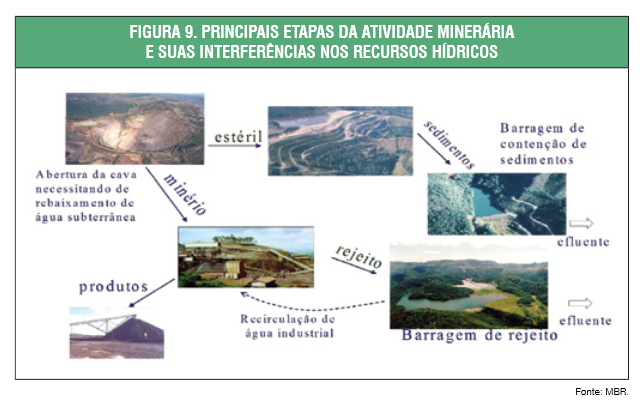 FIGURA 9. PRINCIPAIS ETAPAS DA ATIVIDADE MINERÁRIA
E SUAS INTERFERÊNCIAS NOS RECURSOS HÍDRICOS
estéril
sedimentos
Barragem de
contenção de
sedimentos
Abertura da cava
necessitando de
rebaixamento de
água subterrânea
minério
efluente
rejeito
produtos
Recirculação de
água industrial
efluente
Barragem de rejeito
Fonte: MBR.